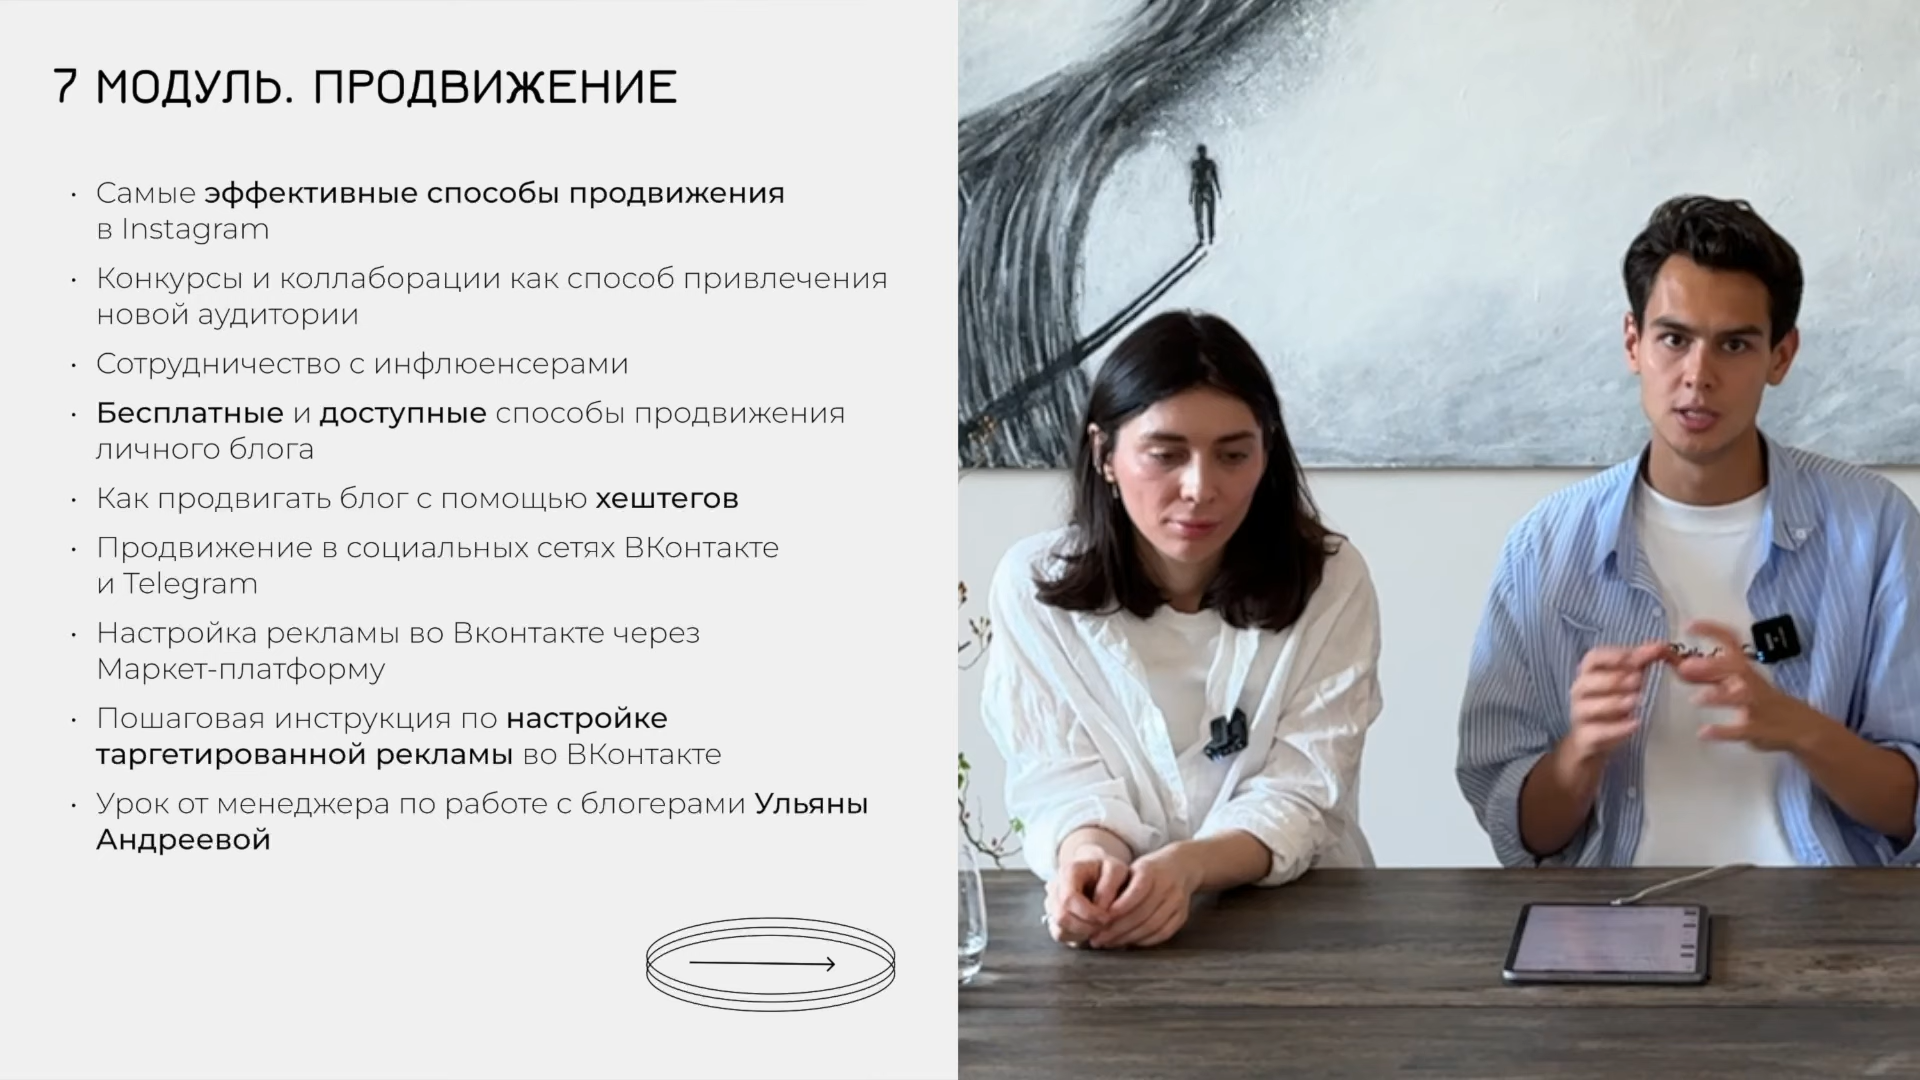 7 МОДУЛЬ. ПРОДВИЖЕНИЕ
· Самые эффективные способы продвижения
в Instagram
· Конкурсы и коллаборации как способ привлечения
новой аудитории
· Сотрудничество с инфлюенсерами
· Бесплатные и доступные способы продвижения
личного блога
· Как продвигать блог с помощью хештегов
· Продвижение в социальных сетях ВКонтакте
и Telegram
· Настройка рекламы во Вконтакте через
Маркет-платформу
· Пошаговая инструкция по настройке
таргетированной рекламы во ВКонтакте
· Урок от менеджера по работе с блогерами Ульяны
Андреевой